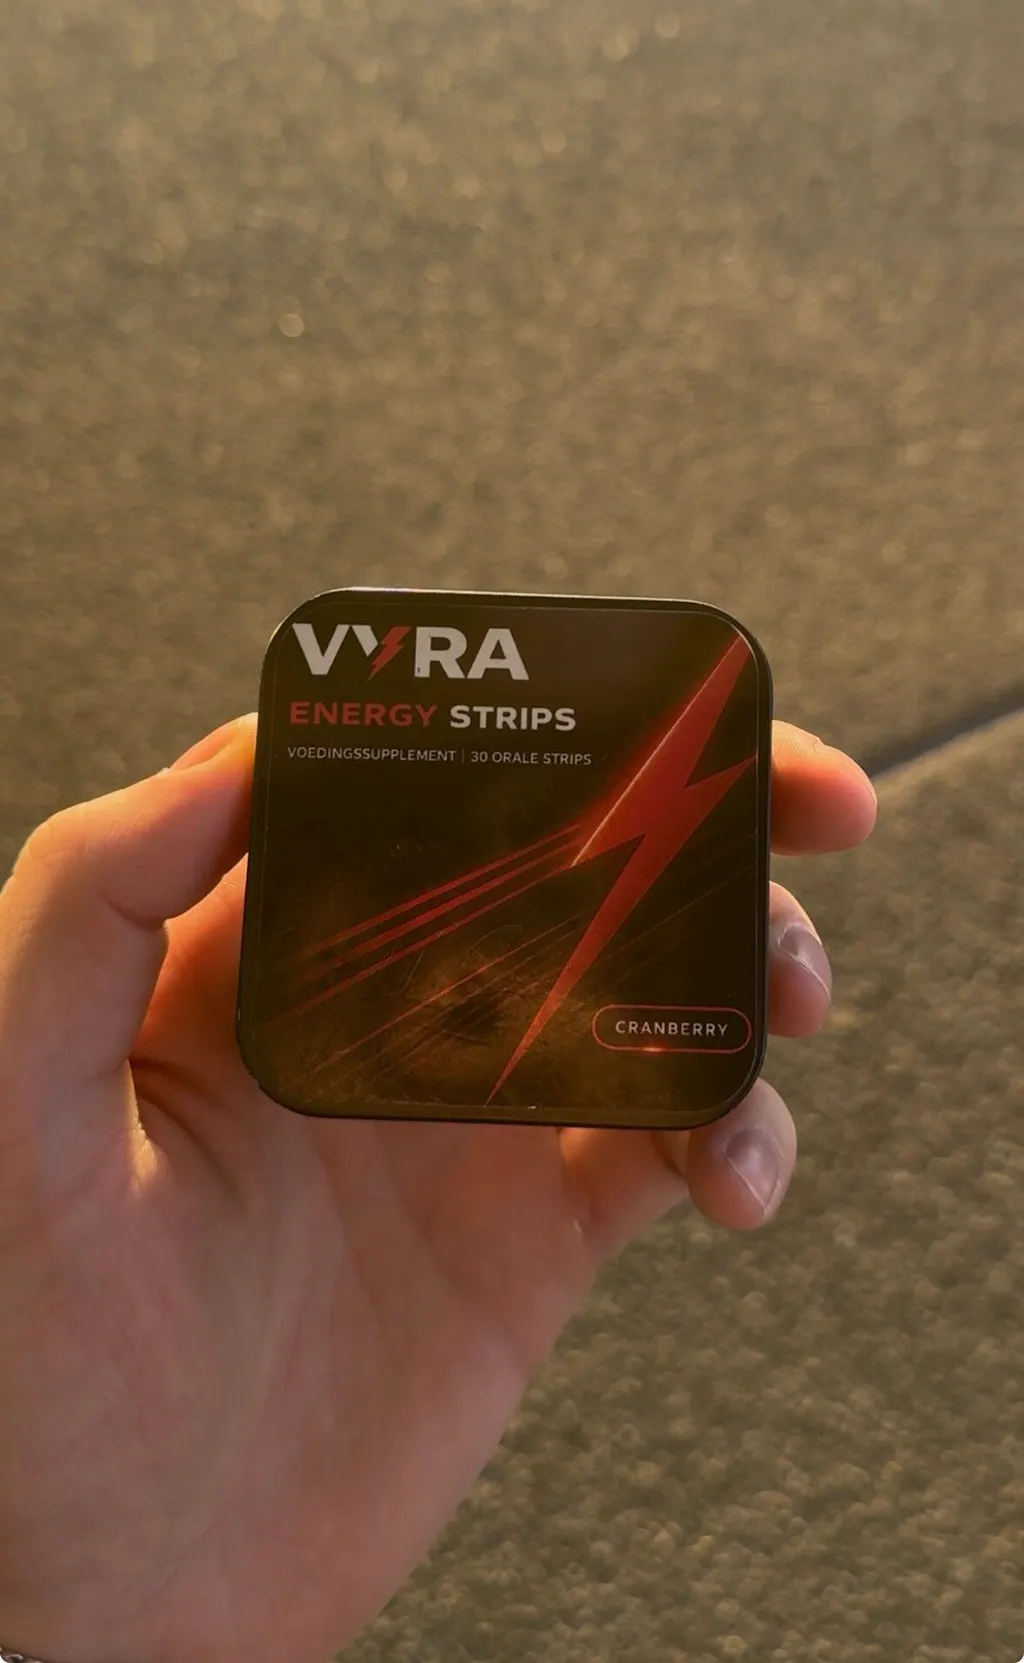 VYRA
ENERGY STRIPS
VOEDINGSSUPPLEMENT | 30 ORALE STRIPS
CRANBERRY